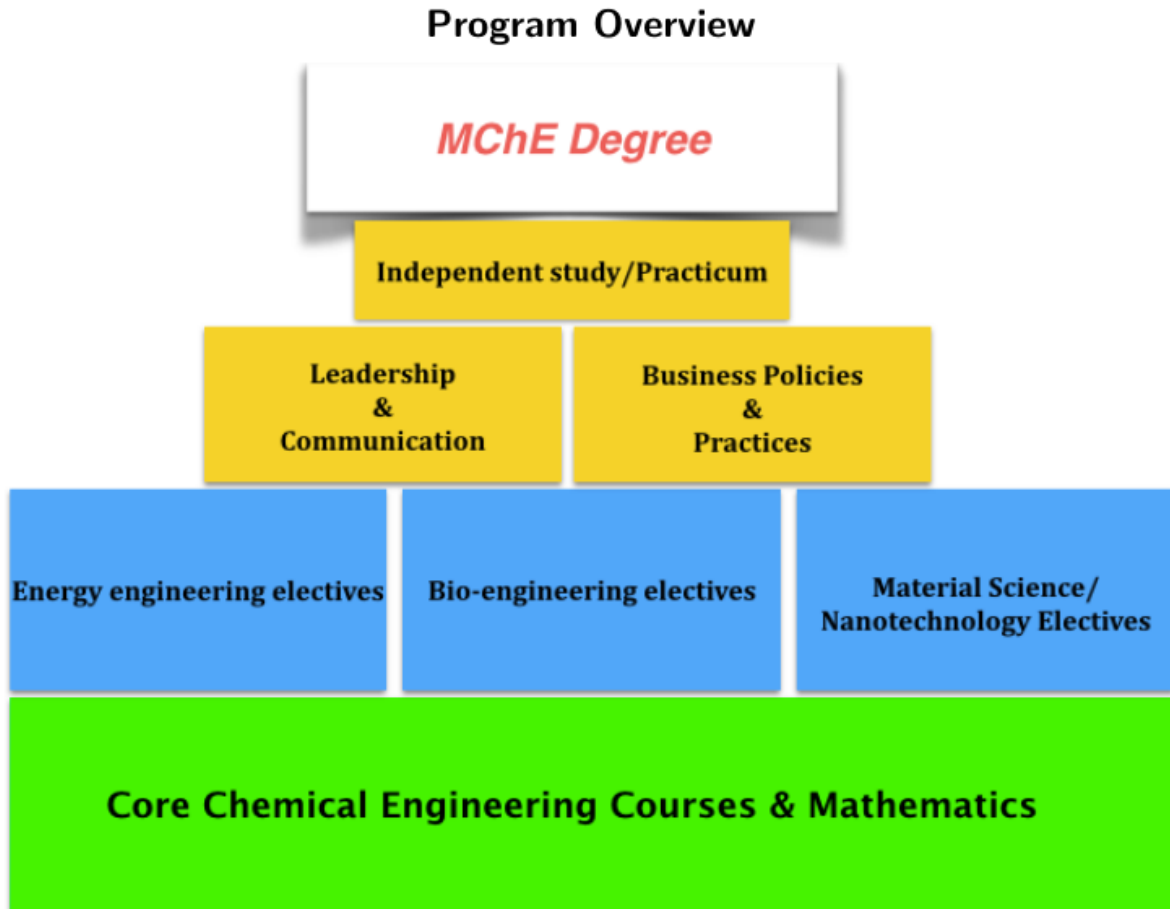 Program Overview
MChE Degree
Independent study/Practicum
Leadership
&
Communication
Business Policies
&
Practices
Energy engineering electives
Bio-engineering electives
Material Science/
Nanotechnology Electives
Core Chemical Engineering Courses & Mathematics